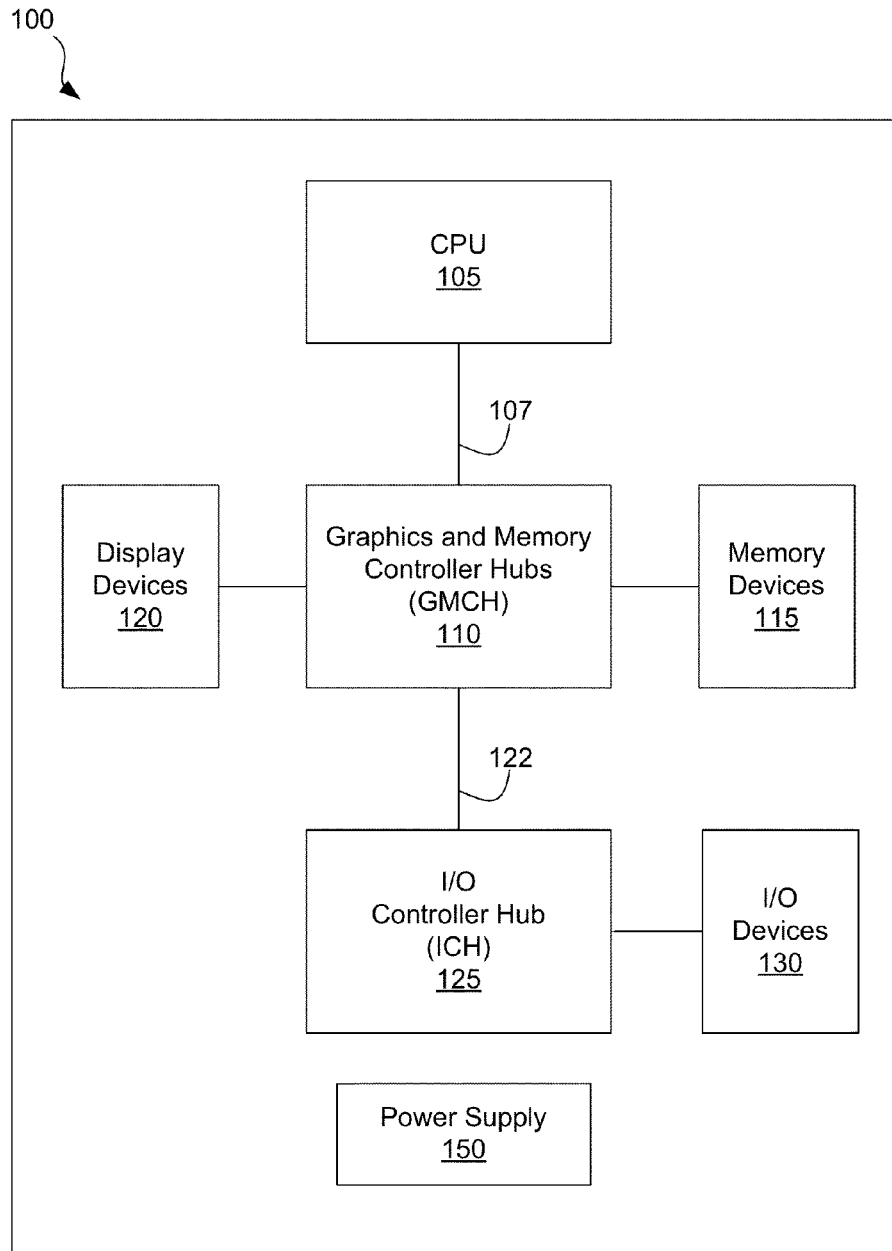 100
CPU
105
107
Display
Devices
120
Graphics and Memory
Controller Hubs
(GMCH)
110
Memory
Devices
115
122
I/O
Controller Hub
(ICH)
125
I/O
Devices
130
Power Supply
150